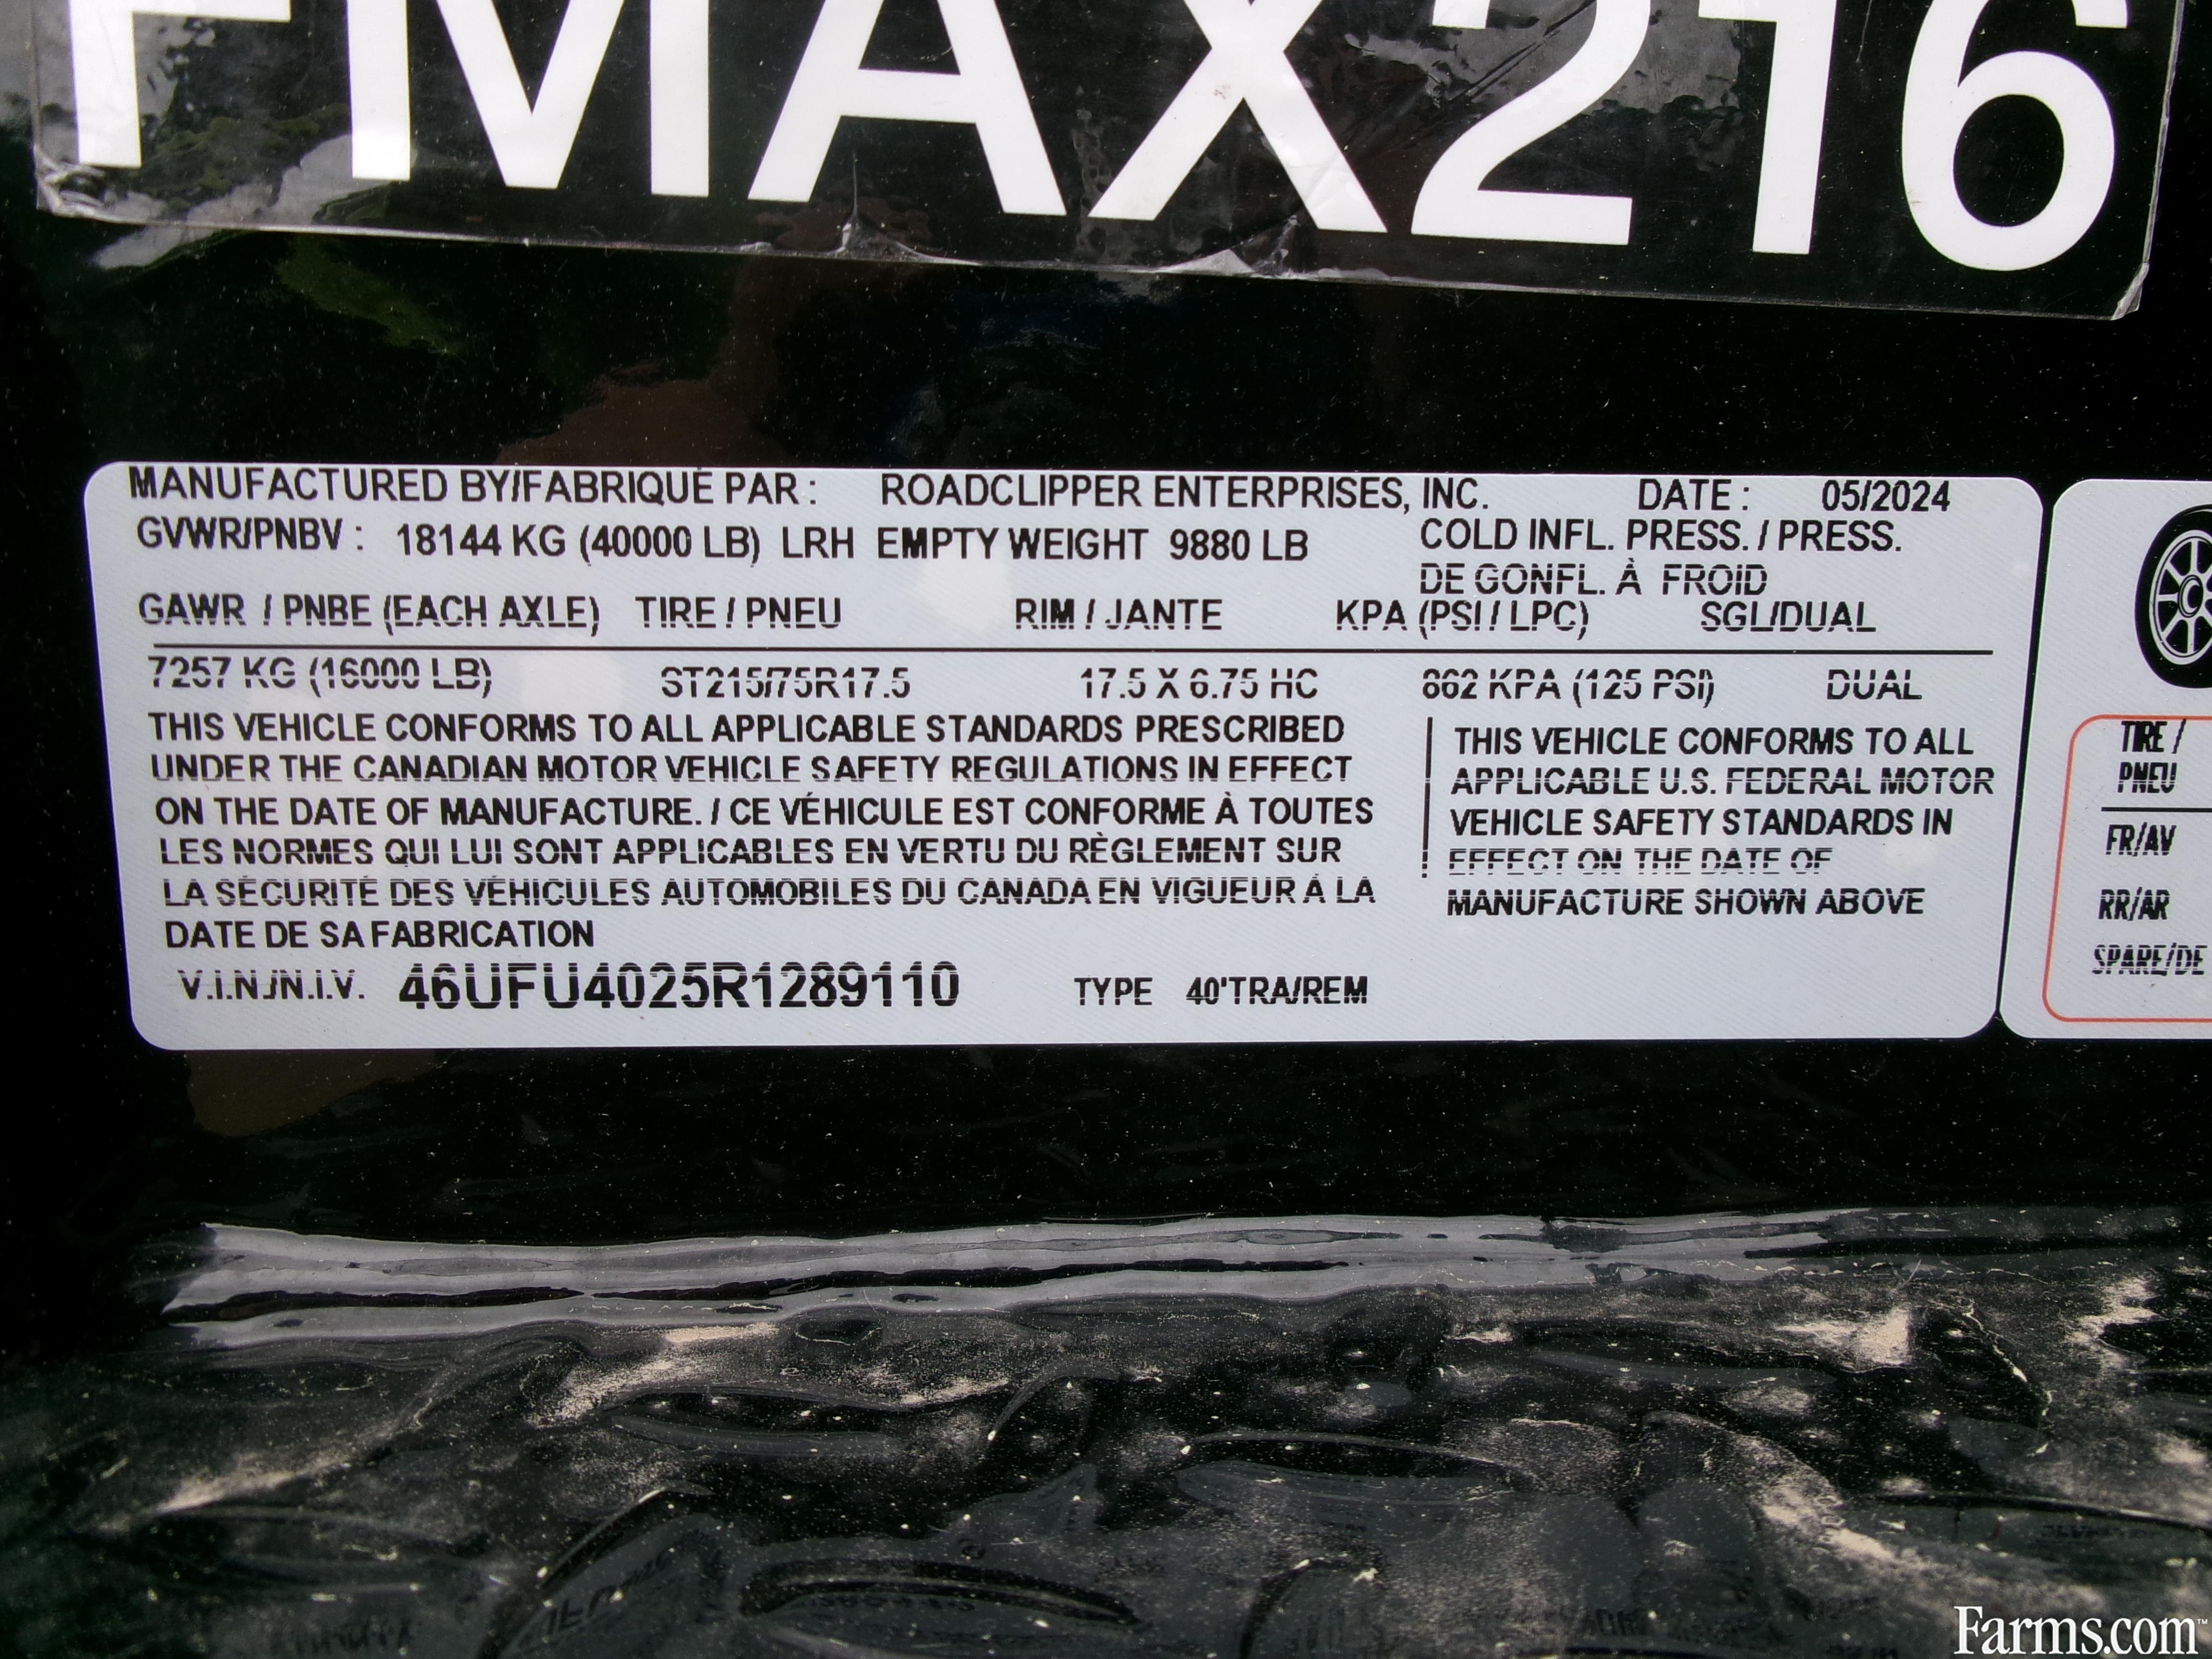 FMAX216
MANUFACTURED BY/FABRIQUÉ PAR : ROADCLIPPER ENTERPRISES, INC. DATE : 05/2024
GVWR/PNBV : 18144 KG (40000 LB) LRH EMPTY WEIGHT 9880 LB
COLD INFL. PRESS. / PRESS.
DE GONFL. À FROID
GAWR / PNBE (EACH AXLE) TIRE / PNEU RIM / JANTE KPA (PSI / LPC) SGL/DUAL
7257 KG (16000 LB) ST215/75R17.5 17.5 X 6.75 HC 862 KPA (125 PSI) DUAL
THIS VEHICLE CONFORMS TO ALL APPLICABLE STANDARDS PRESCRIBED
UNDER THE CANADIAN MOTOR VEHICLE SAFETY REGULATIONS IN EFFECT
ON THE DATE OF MANUFACTURE. / CE VÉHICULE EST CONFORME À TOUTES
LES NORMES QUI LUI SONT APPLICABLES EN VERTU DU RÈGLEMENT SUR
LA SÉCURITÉ DES VÉHICULES AUTOMOBILES DU CANADA EN VIGUEUR À LA
DATE DE SA FABRICATION
THIS VEHICLE CONFORMS TO ALL
APPLICABLE U.S. FEDERAL MOTOR
VEHICLE SAFETY STANDARDS IN
EFFECT ON THE DATE OF
MANUFACTURE SHOWN ABOVE
V.I.N./N.I.V. 46UFU4025R1289110 TYPE 40'TRA/REM
TIRE /
PNEU
FR/AV
RR/AR
SPARE/DE
Farms.com™